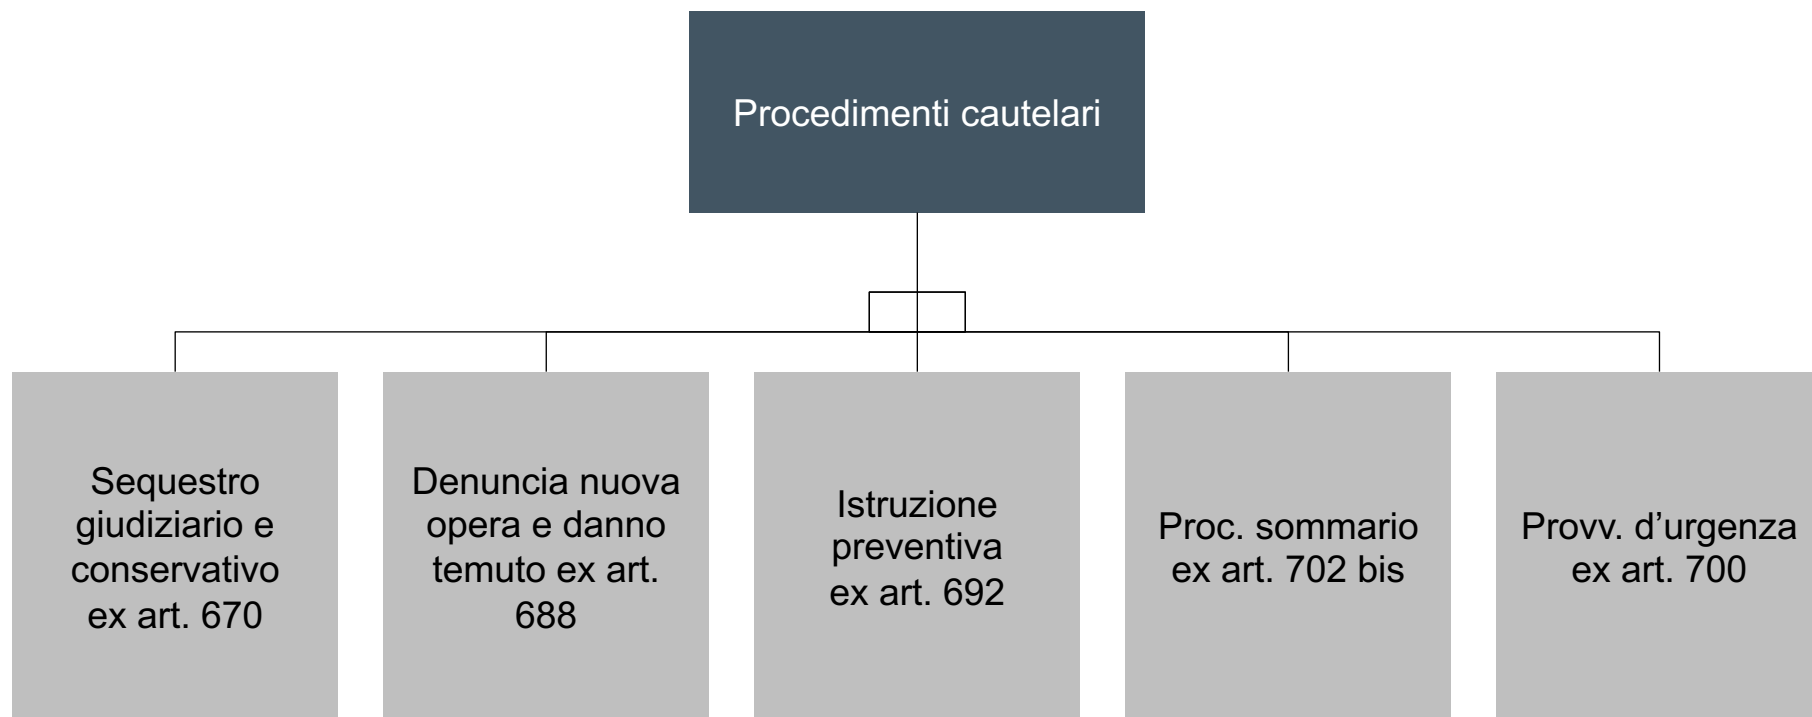 Procedimenti cautelari
Sequestro
giudiziario e
conservativo
ex art. 670
Denuncia nuova
opera e danno
temuto ex art.
688
Istruzione
preventiva
ex art. 692
Proc. sommario
ex art. 702 bis
Provv. d’urgenza
ex art. 700